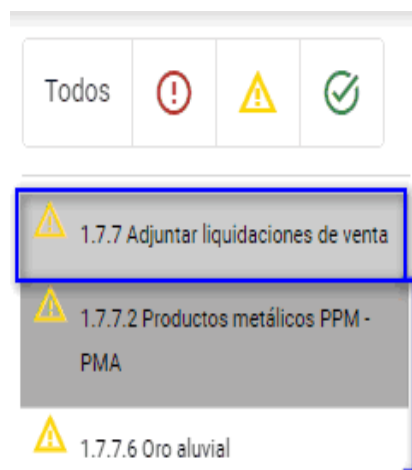 Todos
1.7.7 Adjuntar liquidaciones de venta
1.7.7.2 Productos metálicos PPM -
PMA
1.7.7.6 Oro aluvial